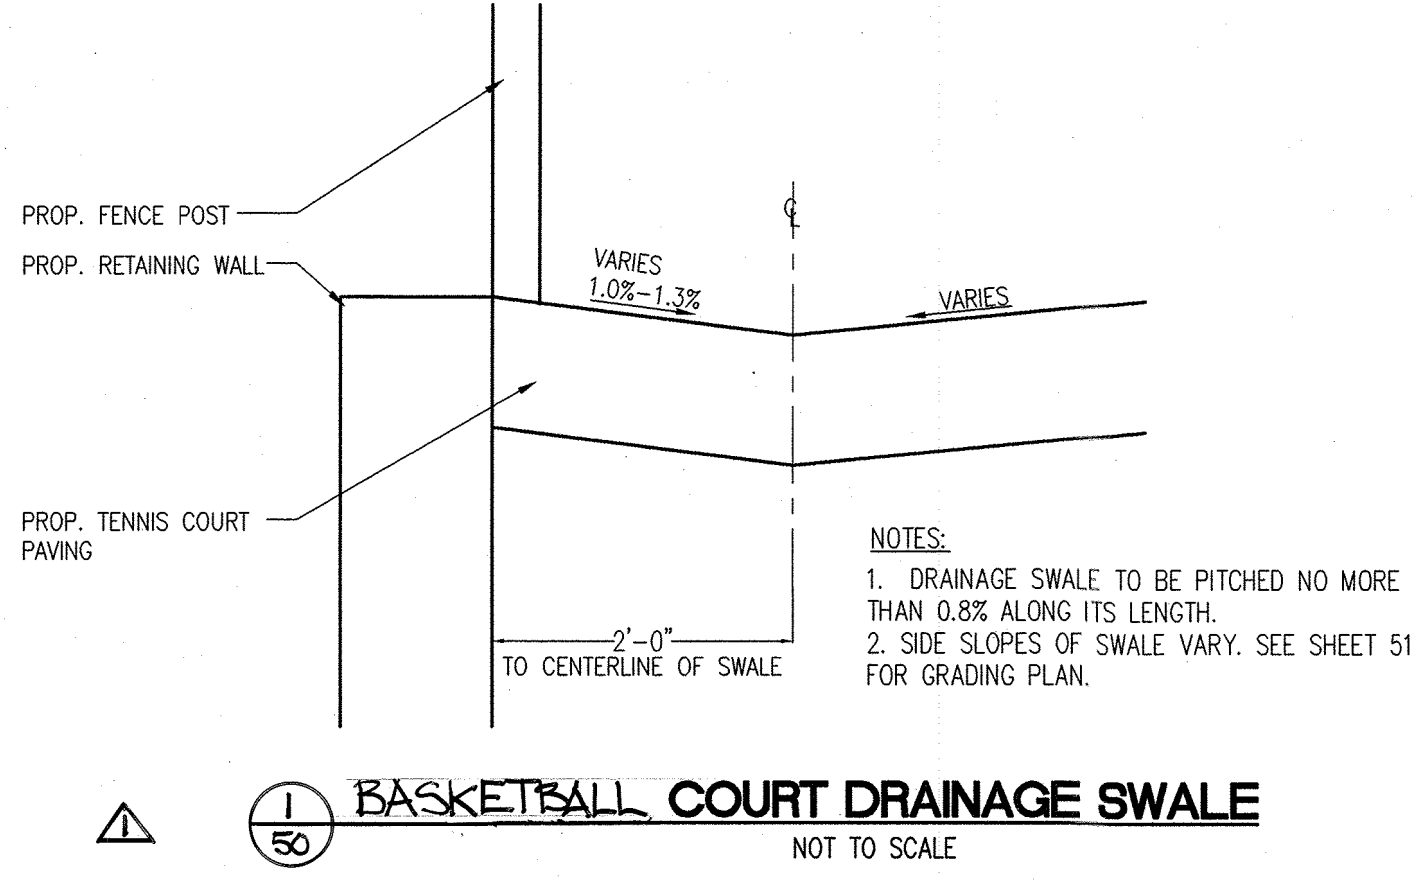 ℄
PROP. FENCE POST
PROP. RETAINING WALL
VARIES
1.0%-1.3%
VARIES
PROP. TENNIS COURT
PAVING
NOTES:
1. DRAINAGE SWALE TO BE PITCHED NO MORE
THAN 0.8% ALONG ITS LENGTH.
2. SIDE SLOPES OF SWALE VARY. SEE SHEET 51
FOR GRADING PLAN.
2'-0"
TO CENTERLINE OF SWALE
1
1
50
BASKETBALL COURT DRAINAGE SWALE
NOT TO SCALE